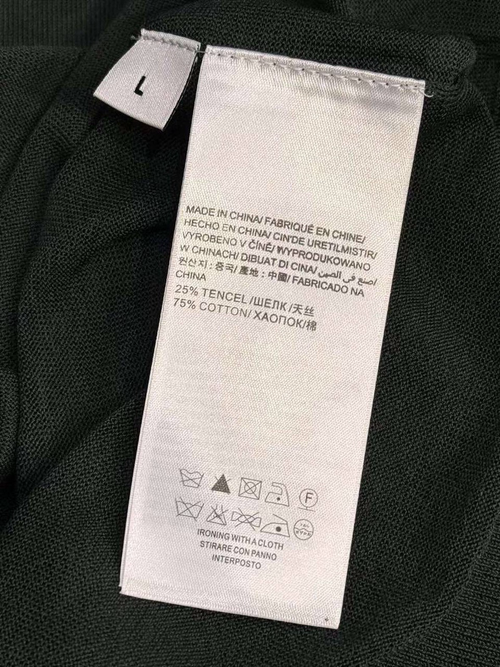 L
MADE IN CHINA/ FABRIQUÉ EN CHINE/
HECHO EN CHINA/ CIN'DE URETILMISTIR/
VYROBENO V ČÍNĚ/ WYPRODUKOWANO
W CHINACH/ DIBUAT DI CINA/ صنع في الصين/
원산지: 중국/ 產地: 中國/ FABRICADO NA
CHINA
25% TENCEL /ШЕЛК /天丝
75% COTTON/ ХАОПОК/棉
F
IRONING WITH A CLOTH
STIRARE CON PANNO
INTERPOSTO